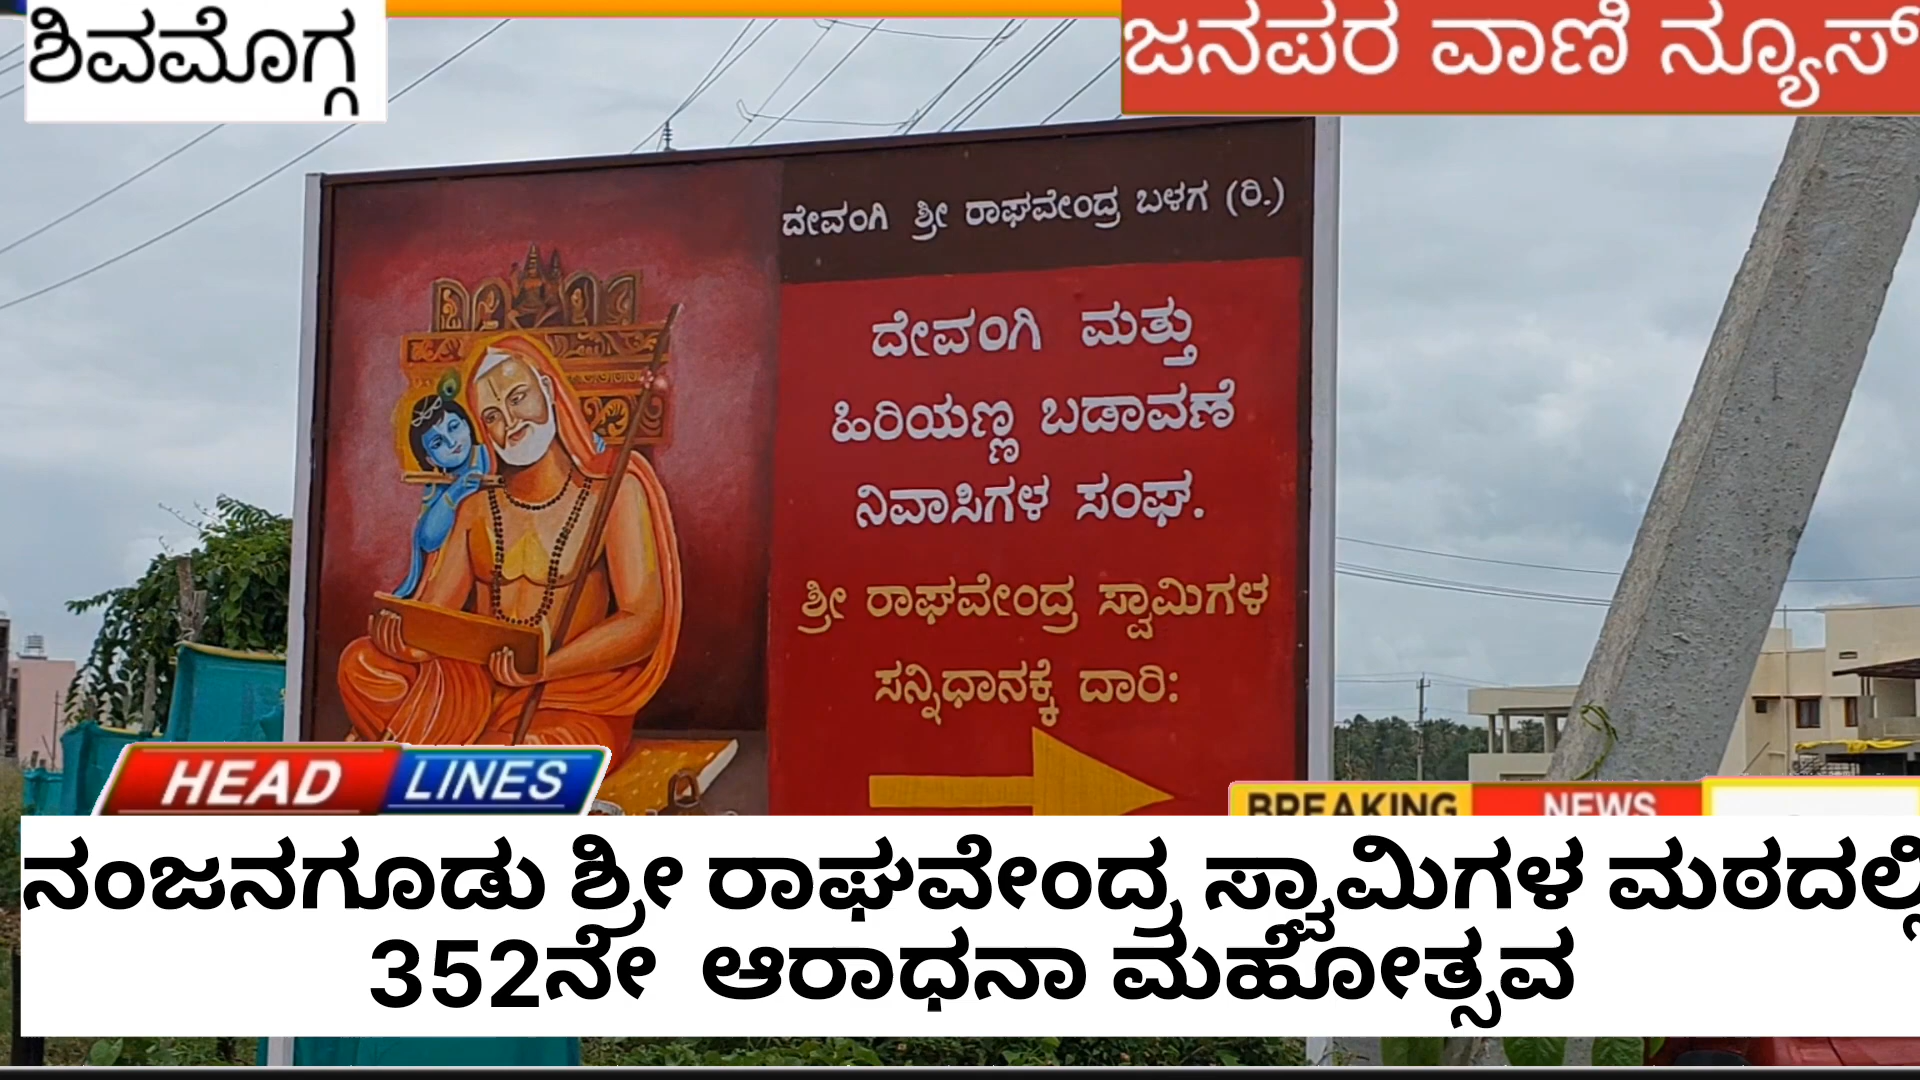 ಶಿವಮೊಗ್ಗ
ಜನಪರ ವಾಣಿ ನ್ಯೂಸ್
ದೇವಂಗಿ ಶ್ರೀ ರಾಘವೇಂದ್ರ ಬಳಗ (ರಿ.)
ದೇವಂಗಿ ಮತ್ತು
ಹಿರಿಯಣ್ಣ ಬಡಾವಣೆ
ನಿವಾಸಿಗಳ ಸಂಘ.
ಶ್ರೀ ರಾಘವೇಂದ್ರ ಸ್ವಾಮಿಗಳ
ಸನ್ನಿಧಾನಕ್ಕೆ ದಾರಿ:
HEAD LINES
BREAKING NEWS
ನಂಜನಗೂಡು ಶ್ರೀ ರಾಘವೇಂದ್ರ ಸ್ವಾಮಿಗಳ ಮಠದಲ್ಲಿ
352ನೇ ಆರಾಧನಾ ಮಹೋತ್ಸವ